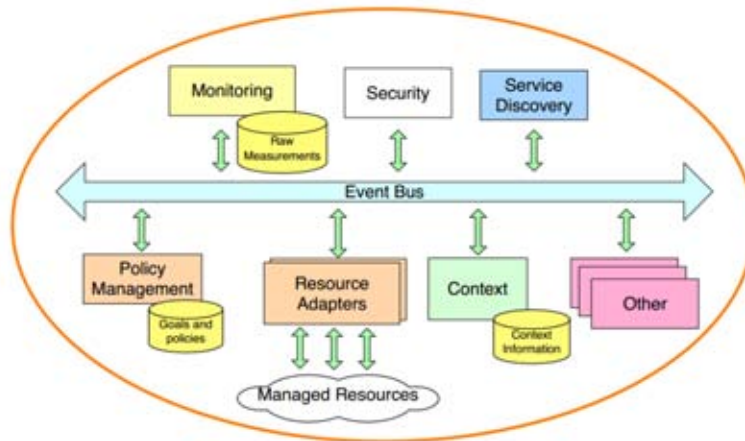 Monitoring
Security
Service
Discovery
Raw
Measurements
Event Bus
Policy
Management
Resource
Adapters
Context
Other
Goals and
policies
Context
Information
Managed Resources